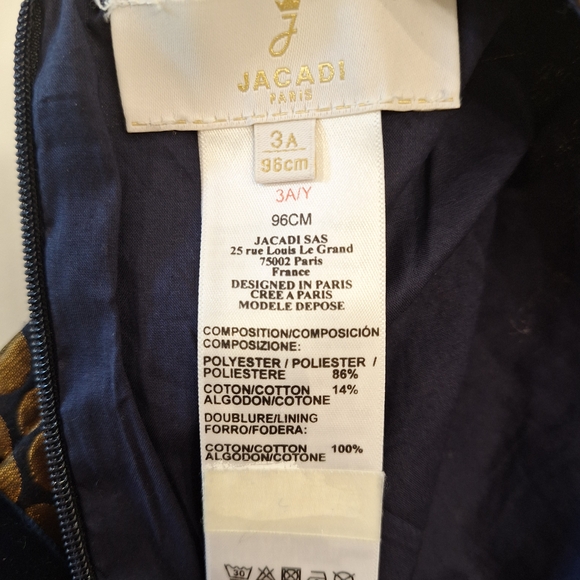 J
JACADI
PARIS
3A
96cm
3A/Y
96CM
JACADI SAS
25 rue Louis Le Grand
75002 Paris
France
DESIGNED IN PARIS
CREE A PARIS
MODELE DEPOSE
COMPOSITION/COMPOSICIÓN
COMPOSIZIONE:
POLYESTER / POLIESTER /
POLIESTERE 86%
COTON/COTTON 14%
ALGODON/COTONE
DOUBLURE/LINING
FORRO/FODERA:
COTON/COTTON 100%
ALGODON/COTONE
30